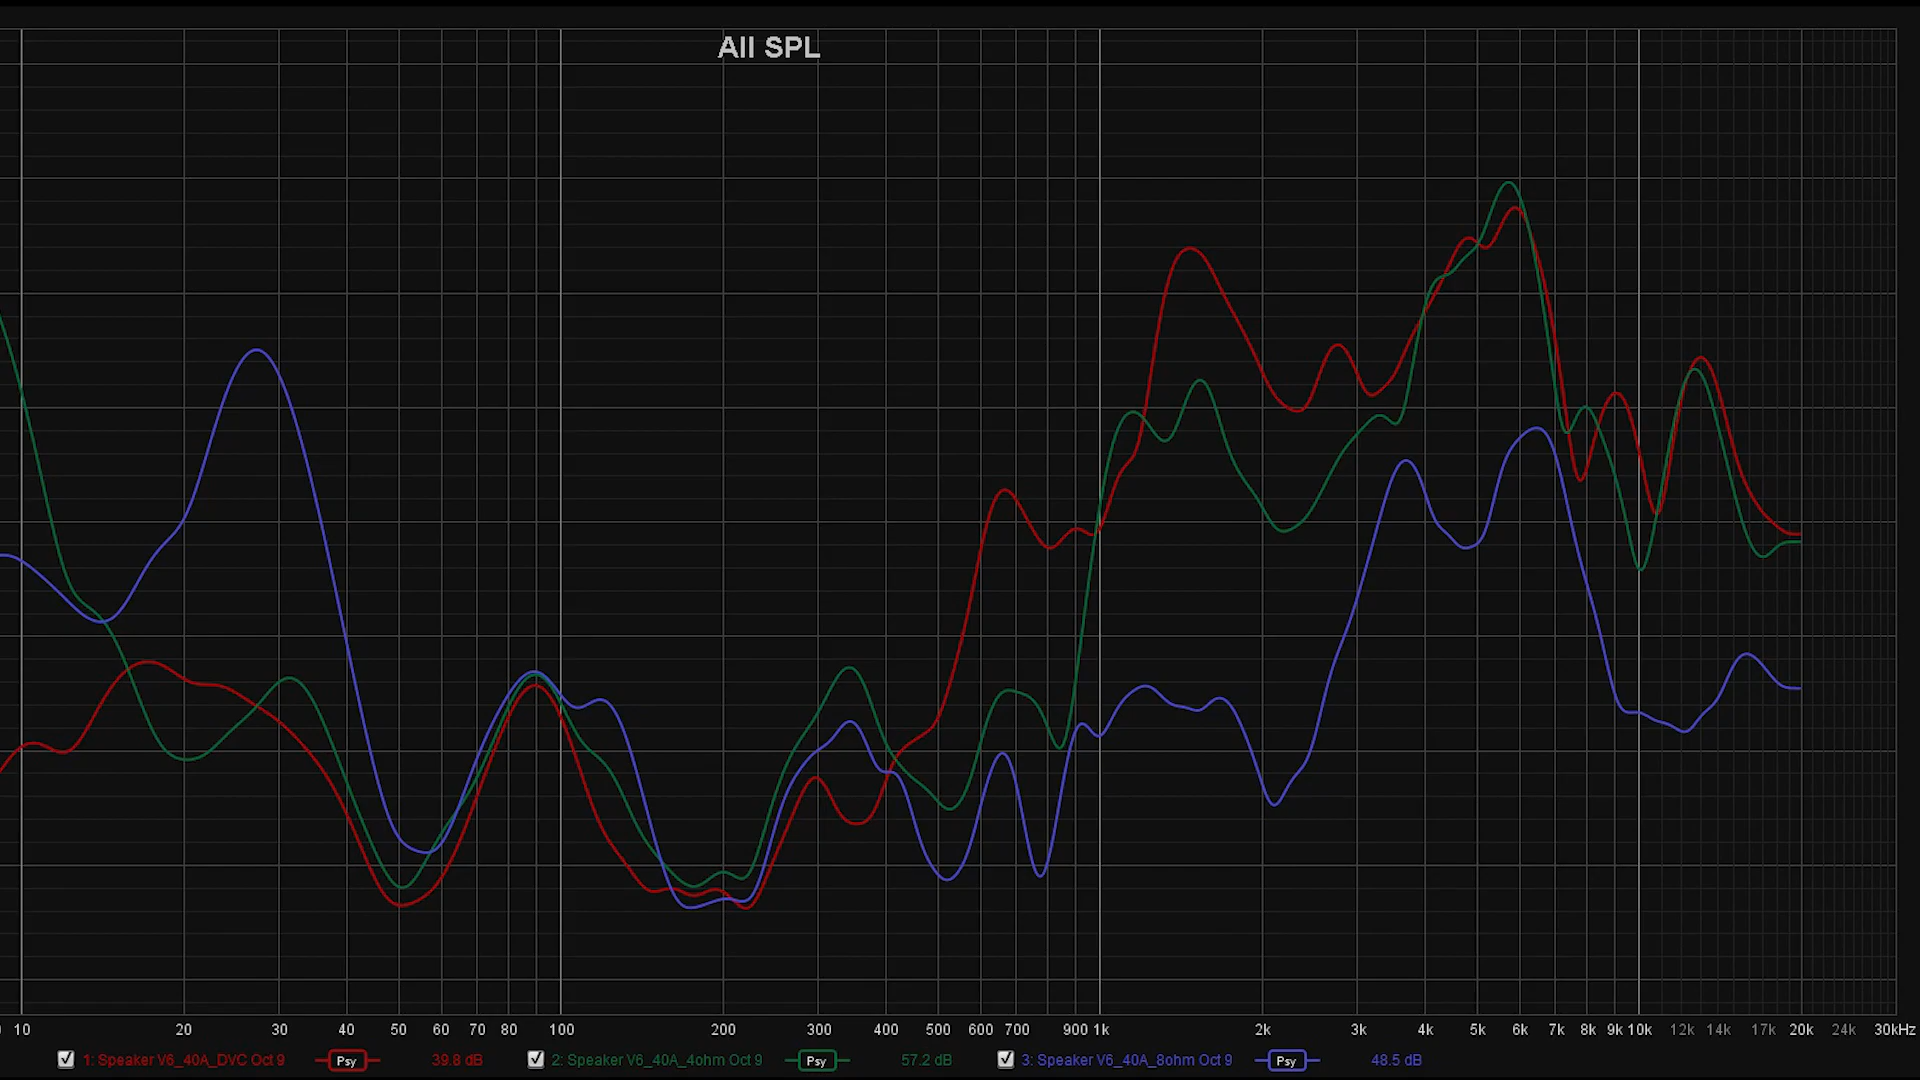 All SPL
10 20 30 40 50 60 70 80 100 200 300 400 500 600 700 900 1k 2k 3k 4k 5k 6k 7k 8k 9k 10k 12k 14k 17k 20k 24k 30kHz
1: Speaker V6_40A_DVC Oct 9 Psy 39.8 dB 2: Speaker V6_40A_4ohm Oct 9 Psy 57.2 dB 3: Speaker V6_40A_8ohm Oct 9 Psy 48.5 dB